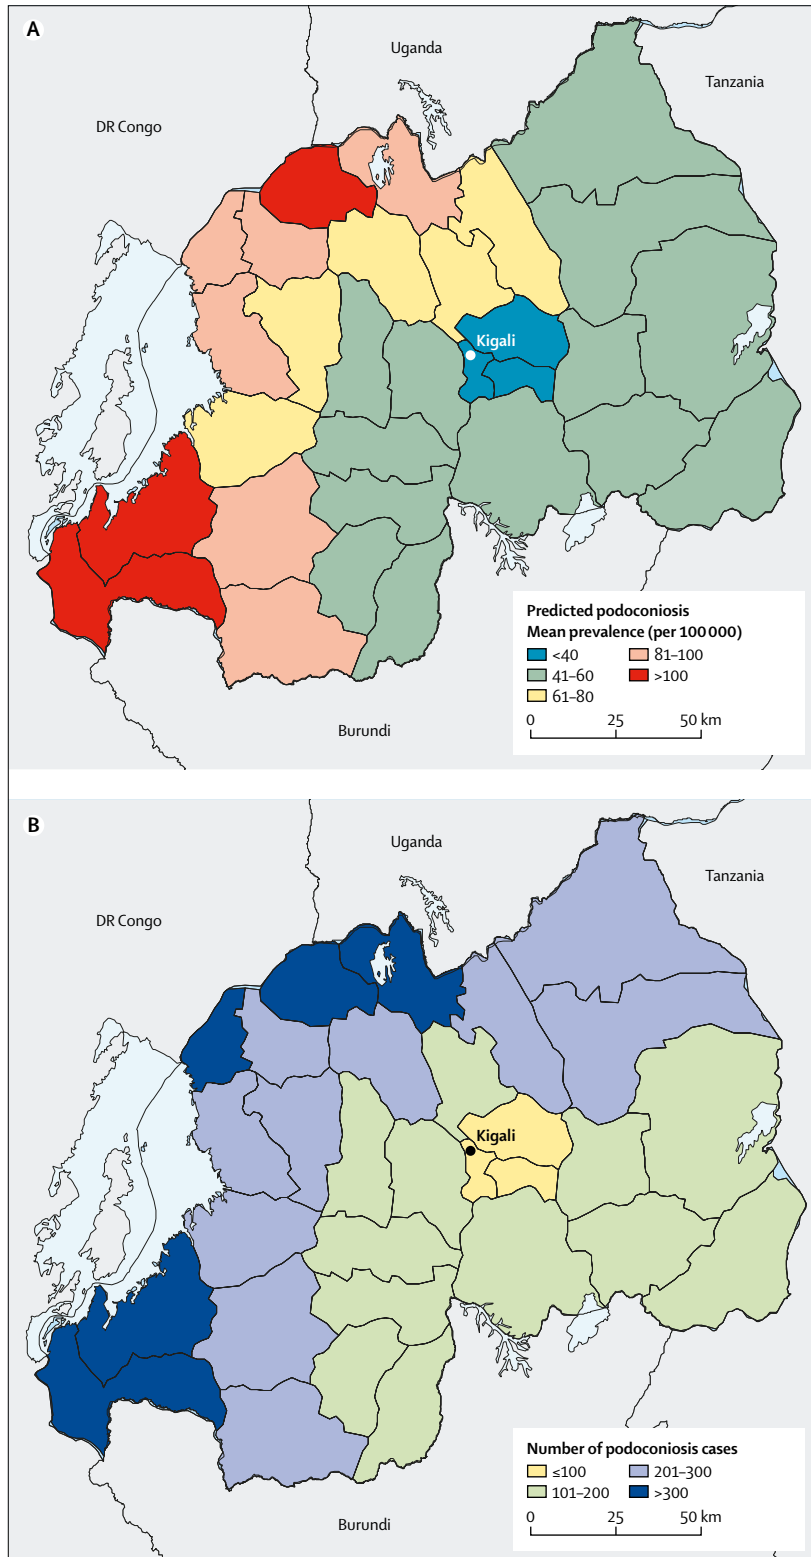 A
Uganda
Tanzania
DR Congo
Kigali
Burundi
Predicted podoconiosis
Mean prevalence (per 100 000)
<40
81–100
41–60
>100
61–80
0 25 50 km
B
Uganda
Tanzania
DR Congo
Kigali
Burundi
Number of podoconiosis cases
≤100
201–300
101–200
>300
0 25 50 km